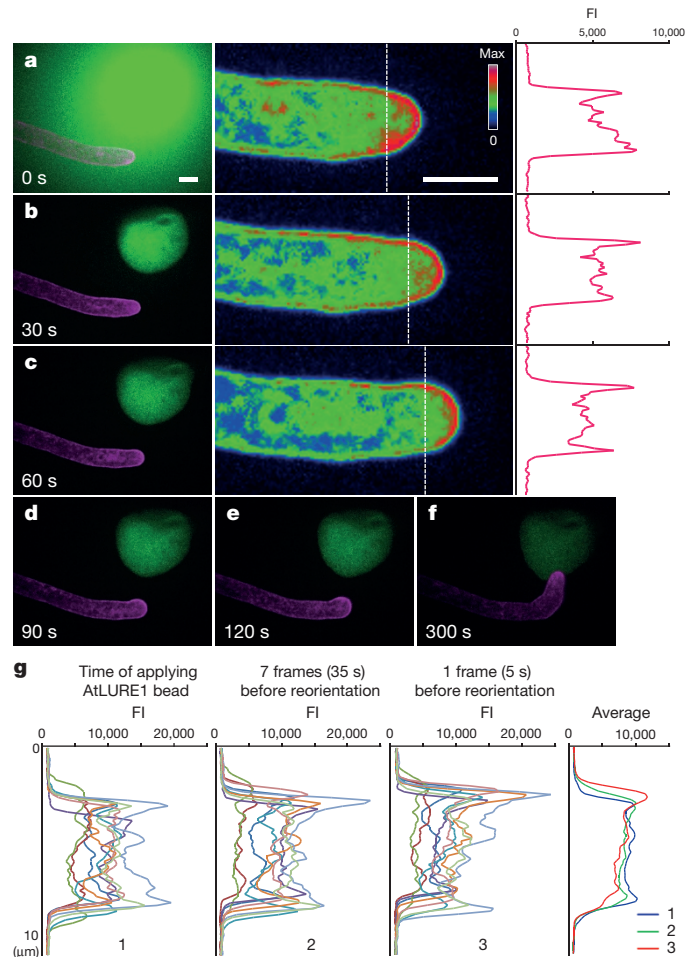 FI
0 5,000 10,000
a
Max
0
0 s
b
30 s
c
60 s
d
90 s
e
120 s
f
300 s
g
Time of applying
AtLURE1 bead
7 frames (35 s)
before reorientation
1 frame (5 s)
before reorientation
FI
FI
FI
Average
0 10,000 20,000
0 10,000 20,000
0 10,000 20,000
0 10,000
0
10
(μm)
1
2
3
1
2
3